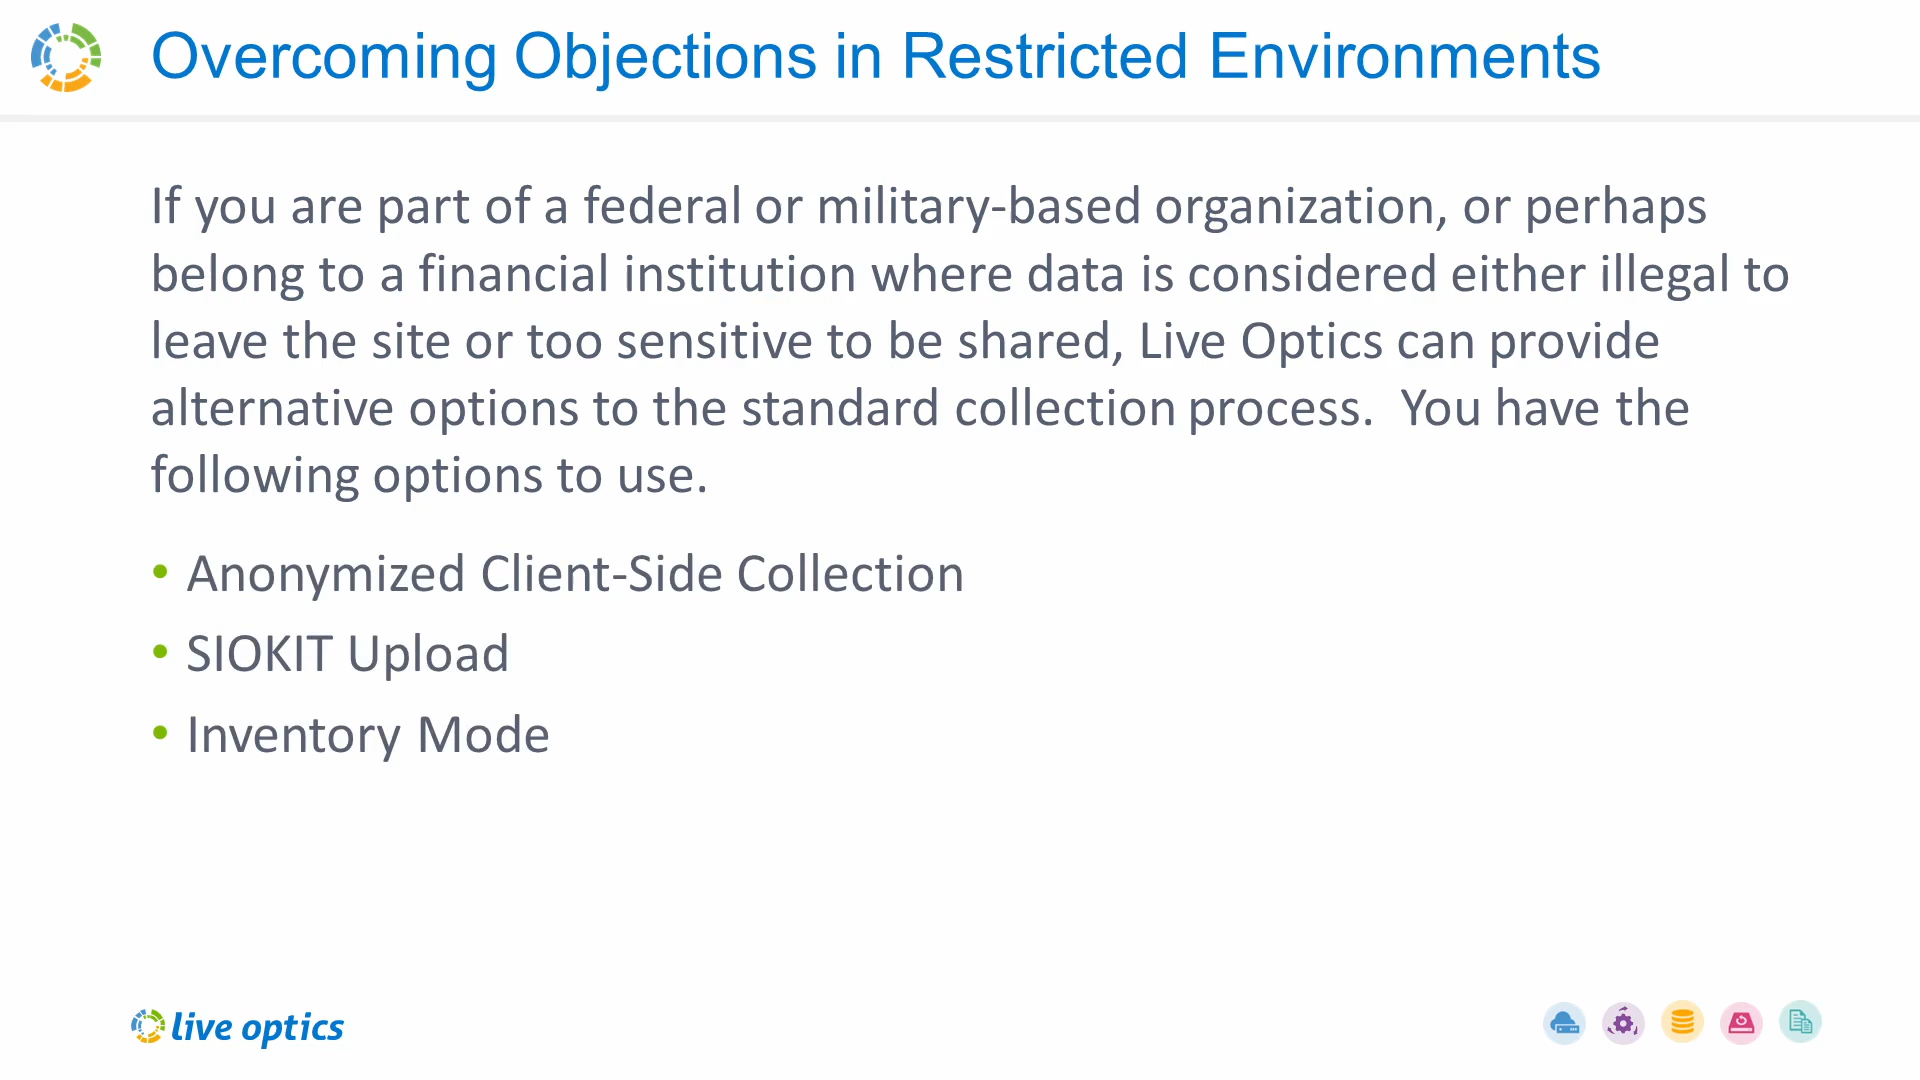 Overcoming Objections in Restricted Environments
If you are part of a federal or military-based organization, or perhaps
belong to a financial institution where data is considered either illegal to
leave the site or too sensitive to be shared, Live Optics can provide
alternative options to the standard collection process.  You have the
following options to use.
• Anonymized Client-Side Collection
• SIOKIT Upload
• Inventory Mode
live optics